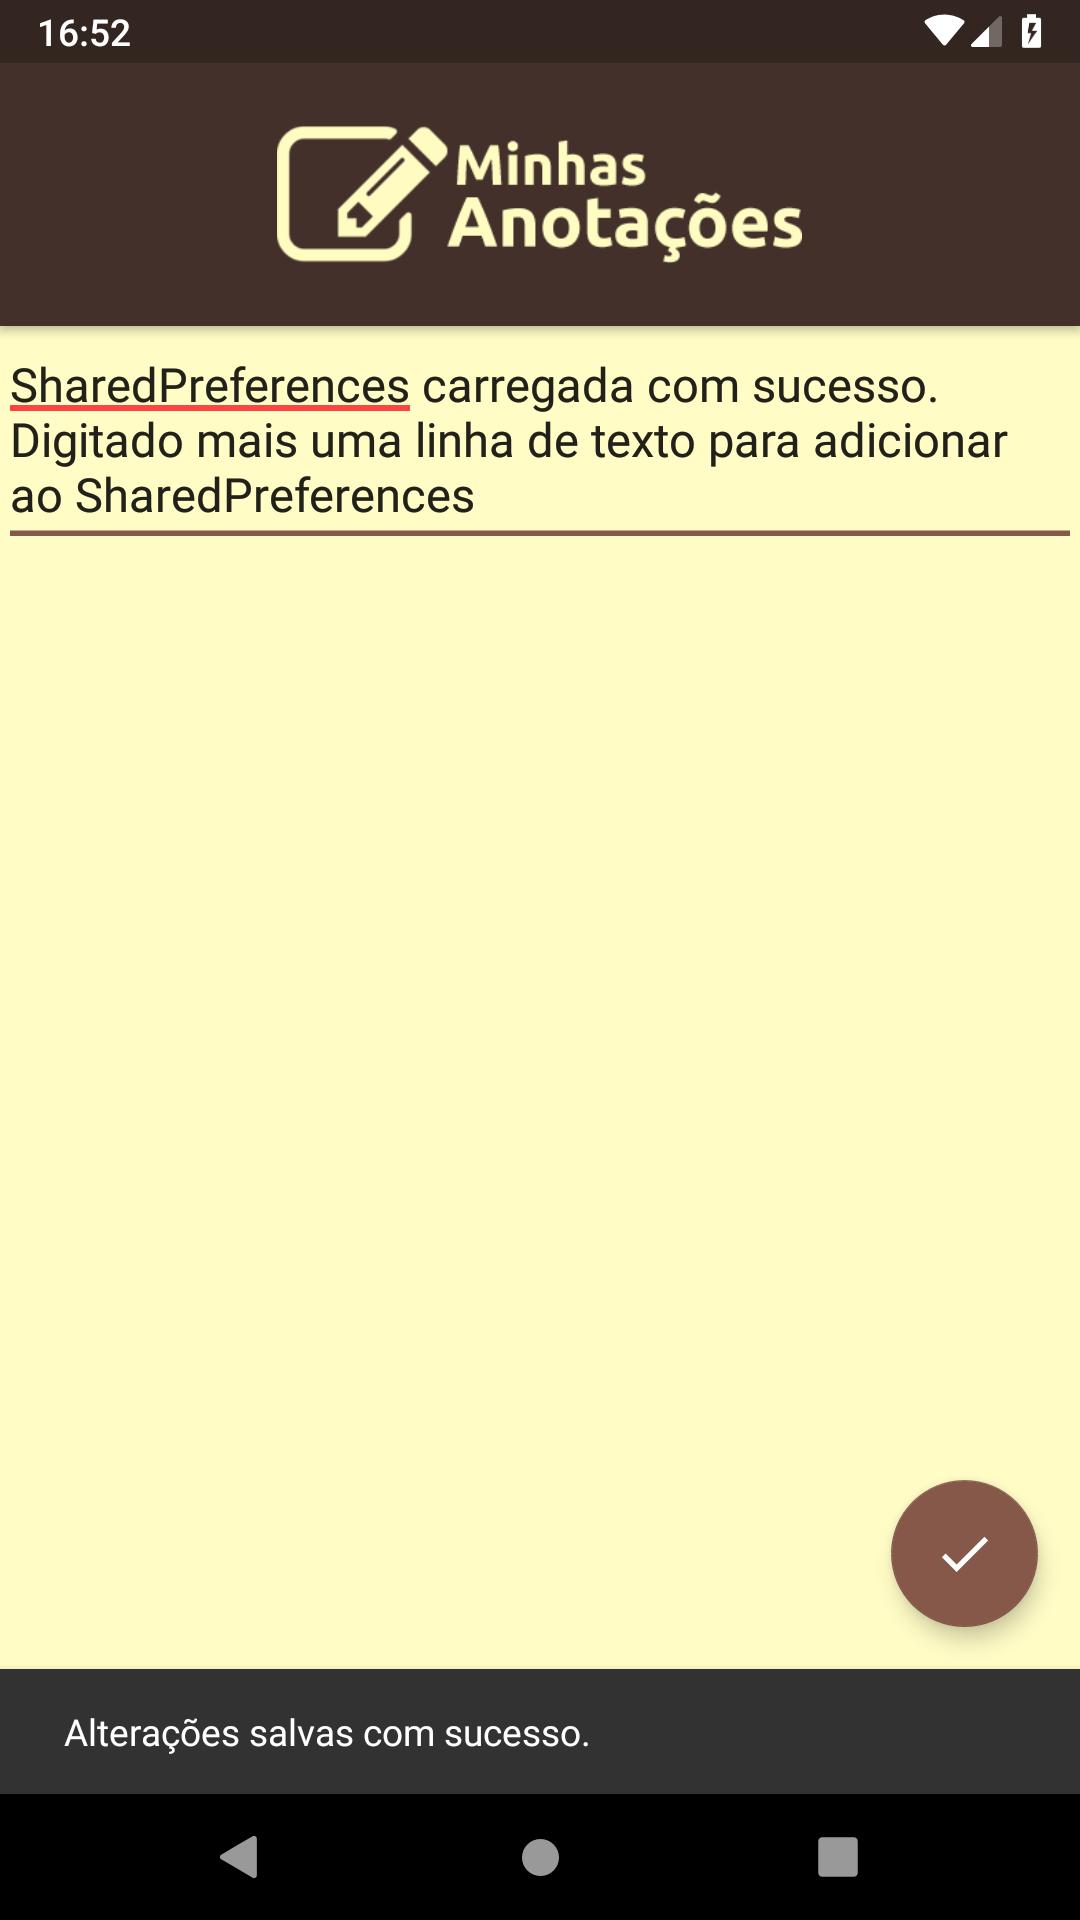 16:52
Minhas
Anotações
SharedPreferences carregada com sucesso.
Digitado mais uma linha de texto para adicionar
ao SharedPreferences
Alterações salvas com sucesso.